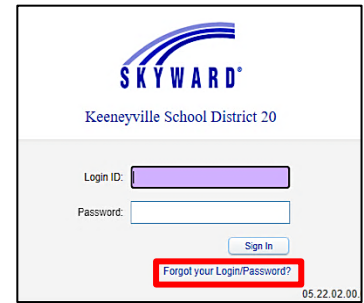 SKYWARD®
Keeneyville School District 20
Login ID:
Password:
Sign In
Forgot your Login/Password?
05.22.02.00